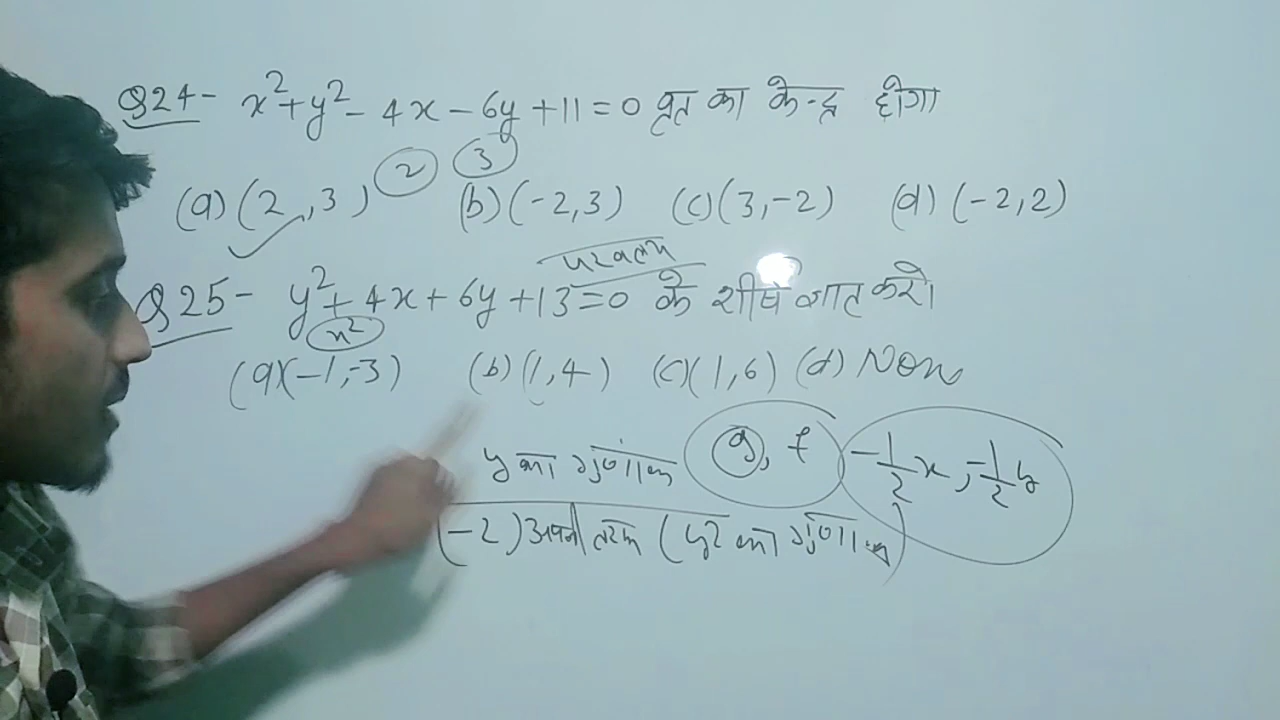 Q24- x²+y²-4x-6y+11=0 वृत का केन्द्र होगा
2 3
(a)(2,3) (b)(-2,3) (c)(3,-2) (d)(-2,2)
परवलय
Q25- y²+4x+6y+13=0 के शीर्ष ज्ञात करो।
x²
(a)(-1,-3) (b)(1,4) (c)(1,6) (d) Non
y का गुणांक g, f -1/2x, -1/2y
(-2) अपनी तरफ (y² का गुणांक)